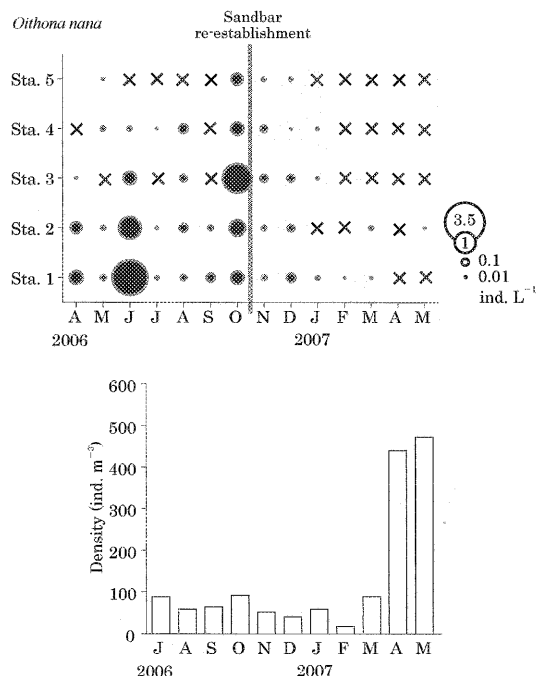 Oithona nana
Sandbar
re-establishment
Sta. 5
Sta. 4
Sta. 3
Sta. 2
Sta. 1
3.5
1
0.1
0.01
ind. L⁻¹
A M J J A S O N D J F M A M
2006 2007
600
500
400
300
200
100
0
Density (ind. m⁻³)
J A S O N D J F M A M
2006 2007